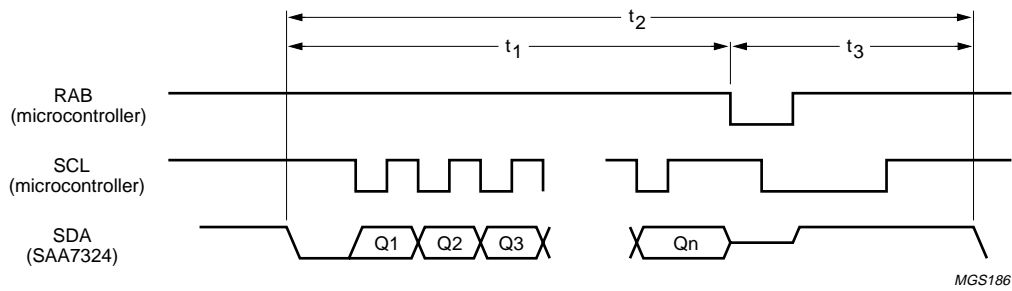 t2
t1
t3
RAB
(microcontroller)
SCL
(microcontroller)
SDA
(SAA7324)
Q1
Q2
Q3
Qn
MGS186